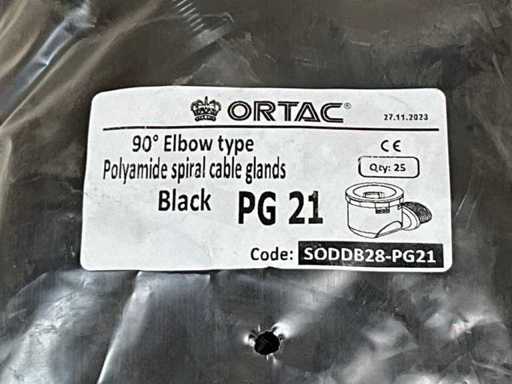 ORTAC®
27.11.2023
90° Elbow type
Polyamide spiral cable glands
Black PG 21
CE
Qty: 25
Code: SODDB28-PG21